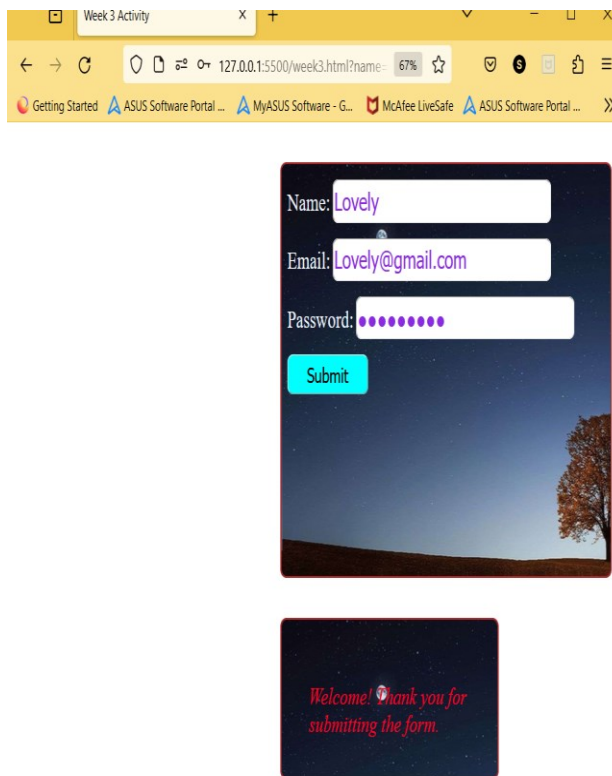 Week 3 Activity
127.0.0.1:5500/week3.html?name= 67%
Getting Started ASUS Software Portal ... MyASUS Software - G... McAfee LiveSafe ASUS Software Portal ...
Name: Lovely
Email: Lovely@gmail.com
Password: •••••••••
Submit
Welcome! Thank you for
submitting the form.